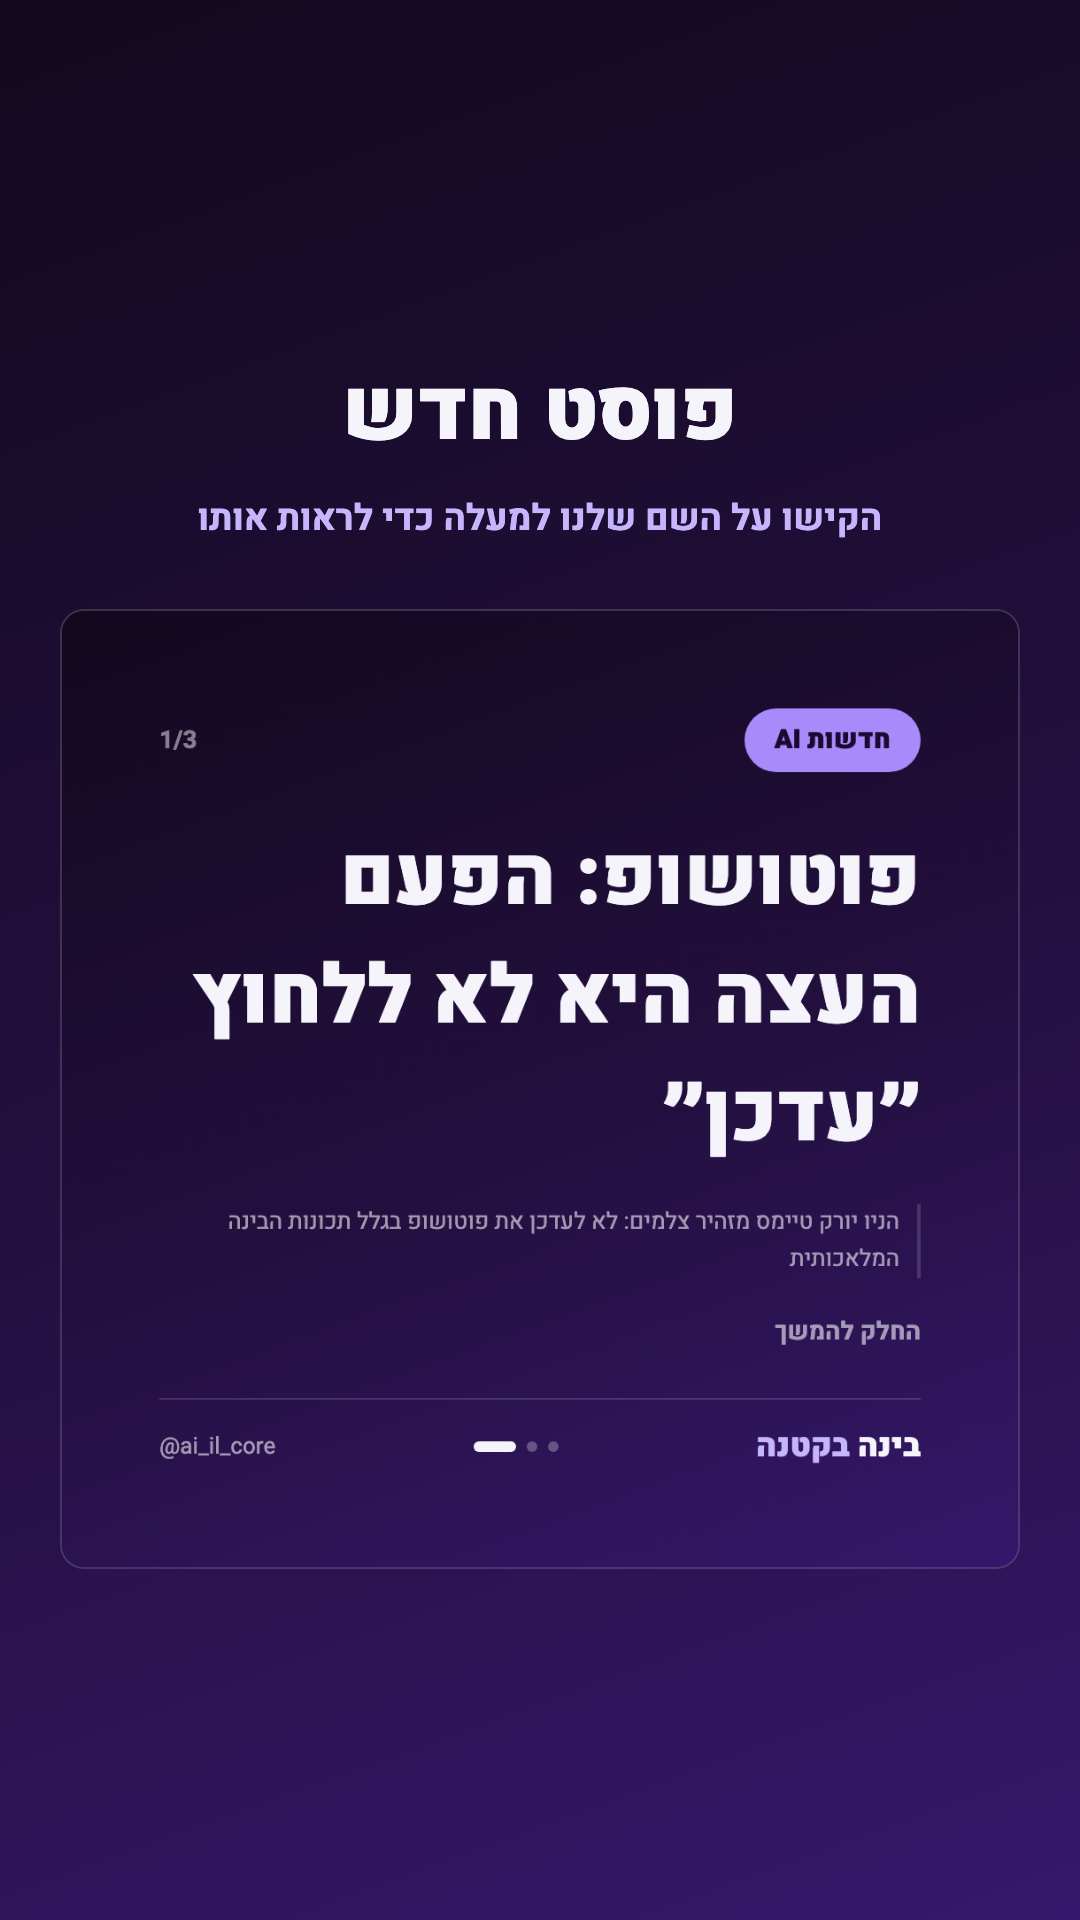 פוסט חדש
הקישו על השם שלנו למעלה כדי לראות אותו
חדשות AI
1/3
פוטושופ: הפעם
העצה היא לא ללחוץ
”עדכן”
הניו יורק טיימס מזהיר צלמים: לא לעדכן את פוטושופ בגלל תכונות הבינה
המלאכותית
החלק להמשך
בינה בקטנה
@ai_il_core